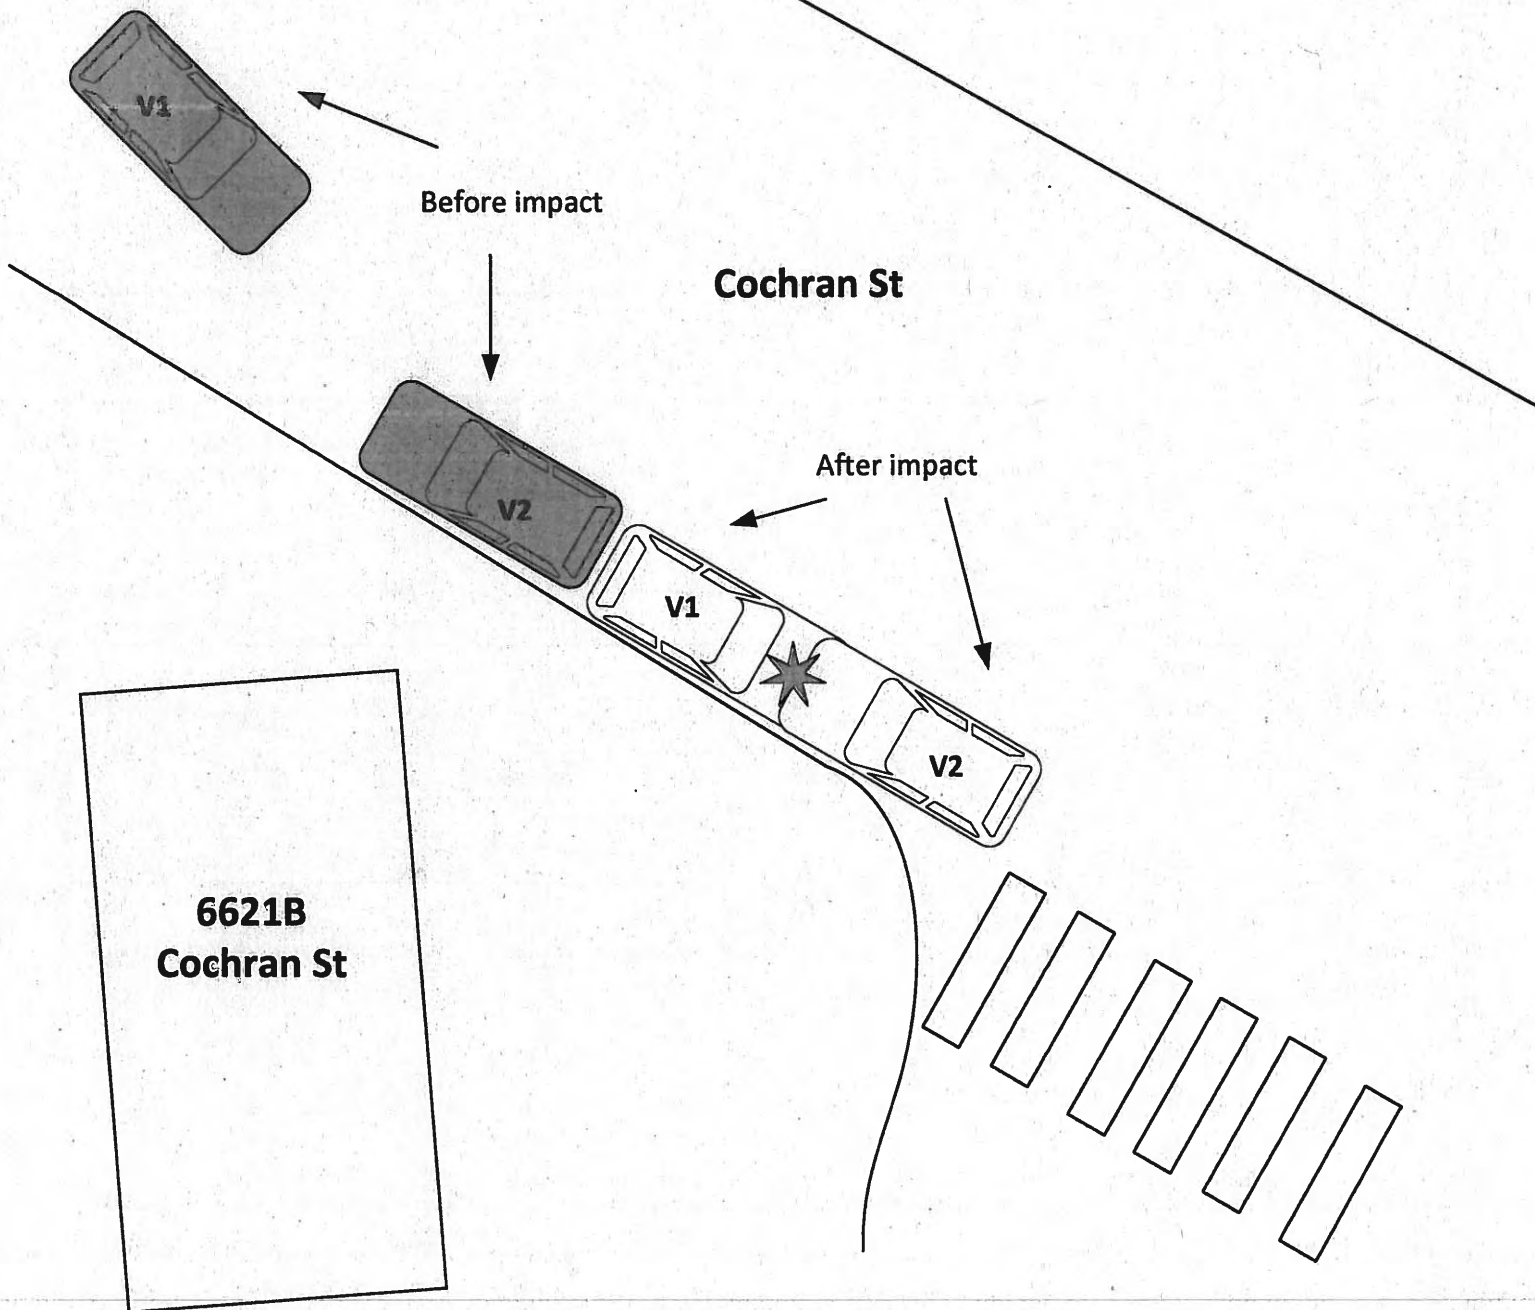 V1
Before impact
Cochran St
After impact
V2
V1
V2
6621B
Cochran St